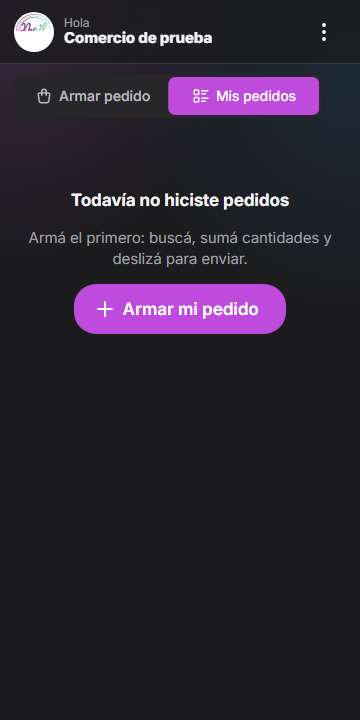 Hola
Comercio de prueba
Armar pedido
Mis pedidos
Todavía no hiciste pedidos
Armá el primero: buscá, sumá cantidades y
deslizá para enviar.
Armar mi pedido